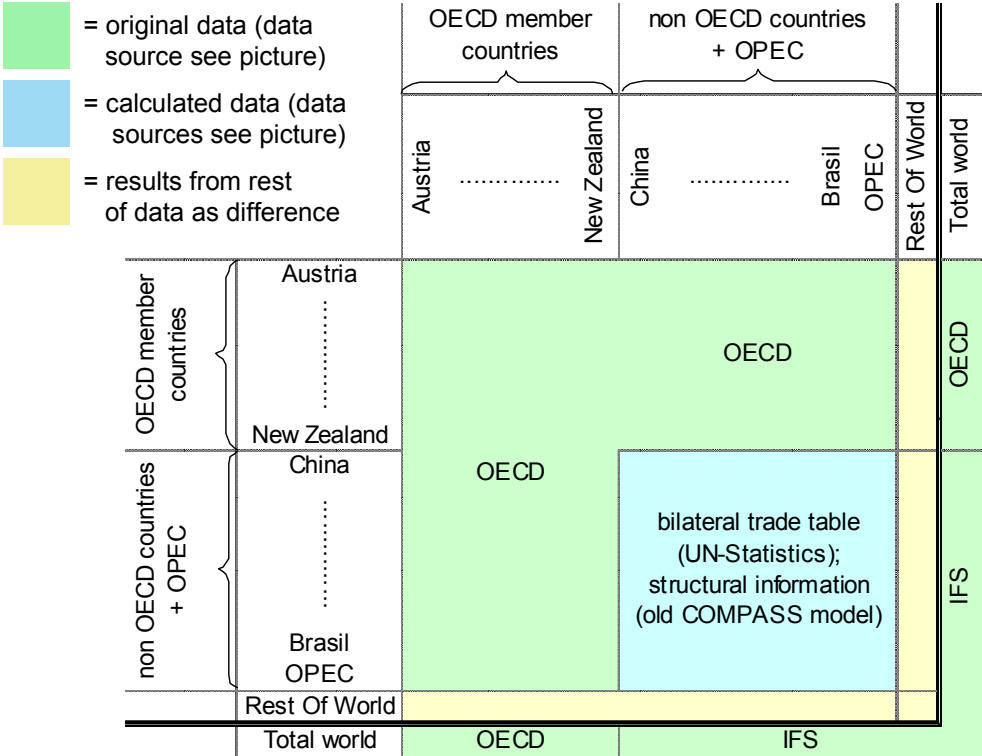 = original data (data
source see picture)
= calculated data (data
sources see picture)
= results from rest
of data as difference
OECD member
countries
non OECD countries
+ OPEC
Austria
.............
New Zealand
China
.............
Brasil
OPEC
Rest Of World
Total world
OECD member
countries
Austria
.............
New Zealand
non OECD countries
+ OPEC
China
.............
Brasil
OPEC
Rest Of World
Total world
OECD
OECD
OECD
bilateral trade table
(UN-Statistics);
structural information
(old COMPASS model)
IFS
OECD
IFS